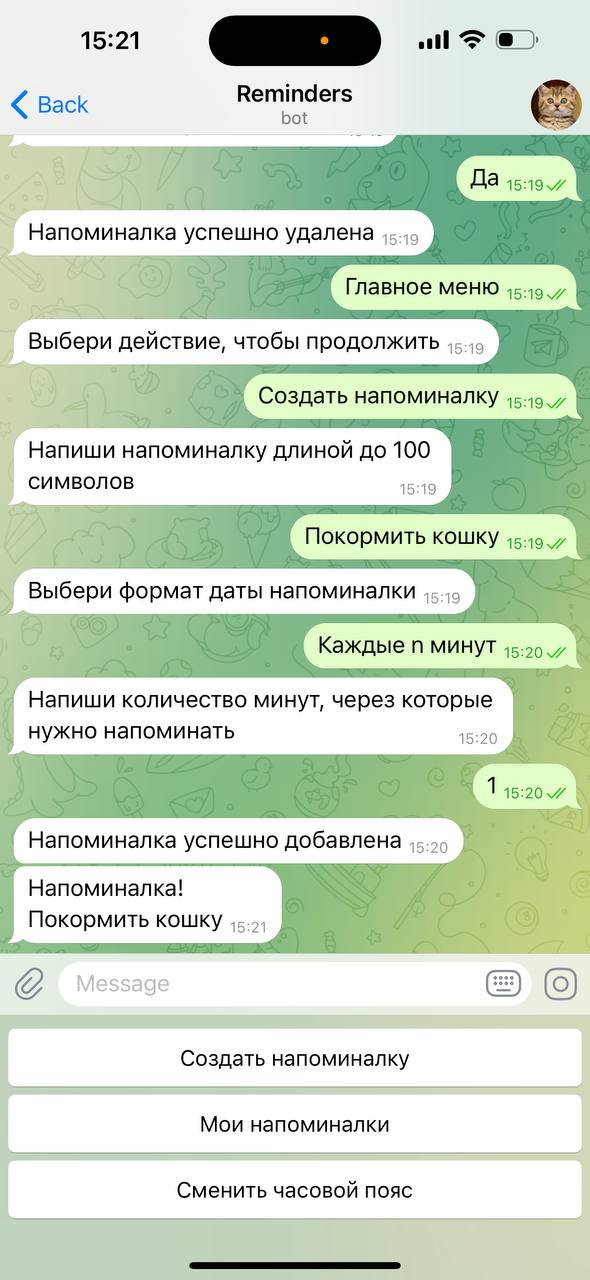 15:21
Back
Reminders
bot
Да 15:19
Напоминалка успешно удалена 15:19
Главное меню 15:19
Выбери действие, чтобы продолжить 15:19
Создать напоминалку 15:19
Напиши напоминалку длиной до 100
символов 15:19
Покормить кошку 15:19
Выбери формат даты напоминалки 15:19
Каждые n минут 15:20
Напиши количество минут, через которые
нужно напоминать 15:20
1 15:20
Напоминалка успешно добавлена 15:20
Напоминалка!
Покормить кошку 15:21
Message
Создать напоминалку
Мои напоминалки
Сменить часовой пояс